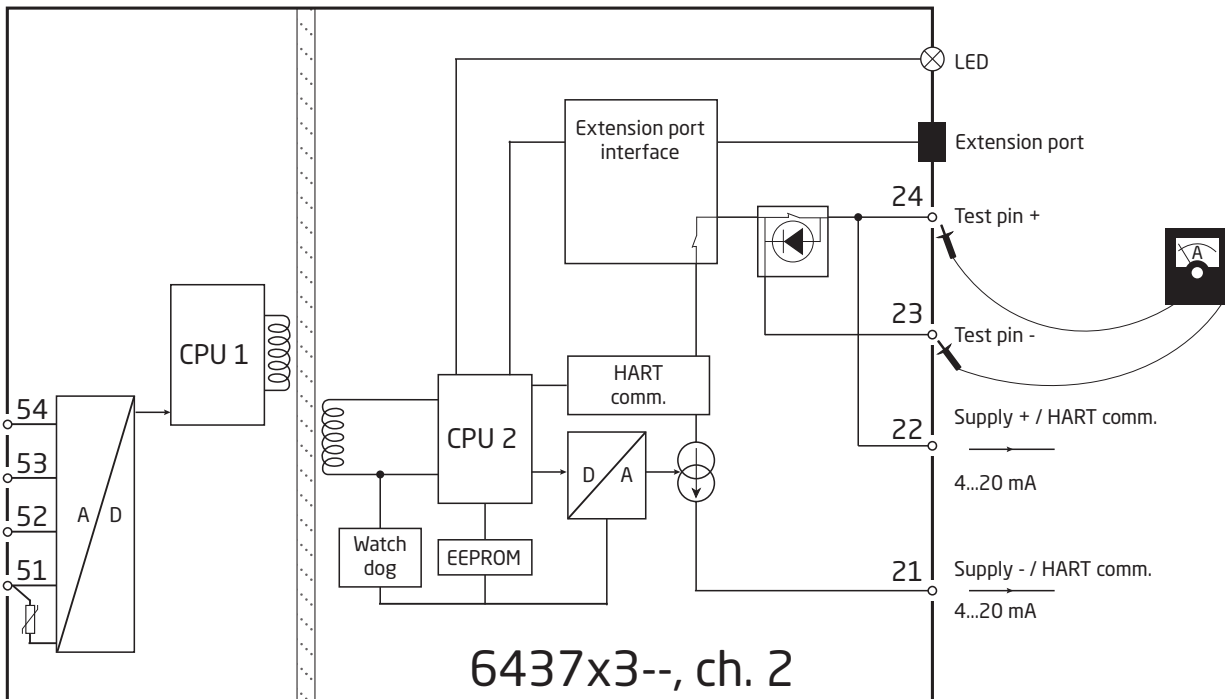 LED
Extension port
interface
Extension port
24
Test pin +
A
23
Test pin -
CPU 1
HART
comm.
54
53
52
51
A
D
CPU 2
D
A
22
Supply + / HART comm.
4...20 mA
Watch
dog
EEPROM
21
Supply - / HART comm.
4...20 mA
6437x3--, ch. 2